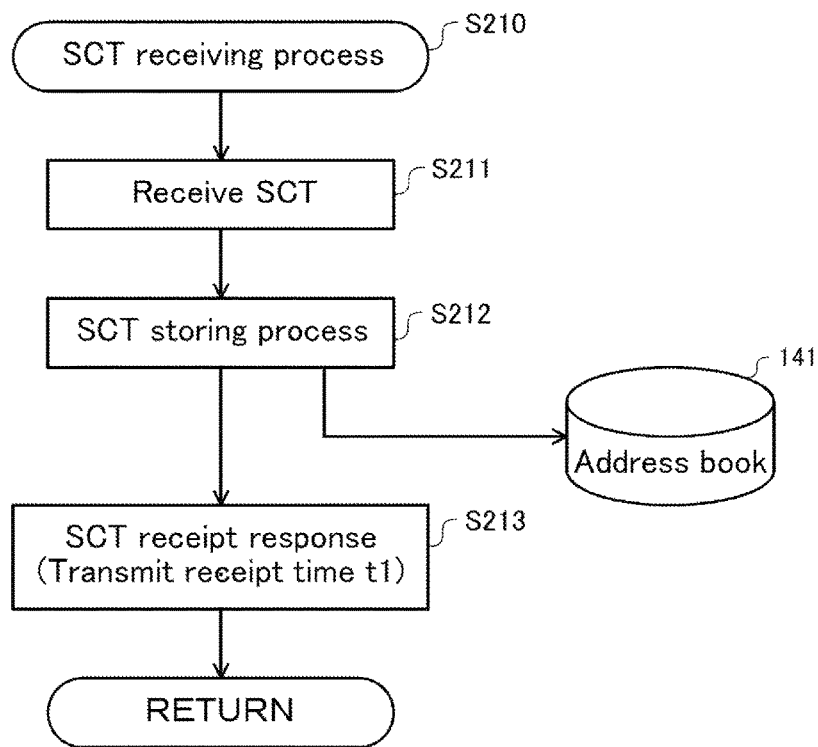 SCT receiving process
S210
Receive SCT
S211
SCT storing process
S212
141
Address book
SCT receipt response
(Transmit receipt time t1)
S213
RETURN